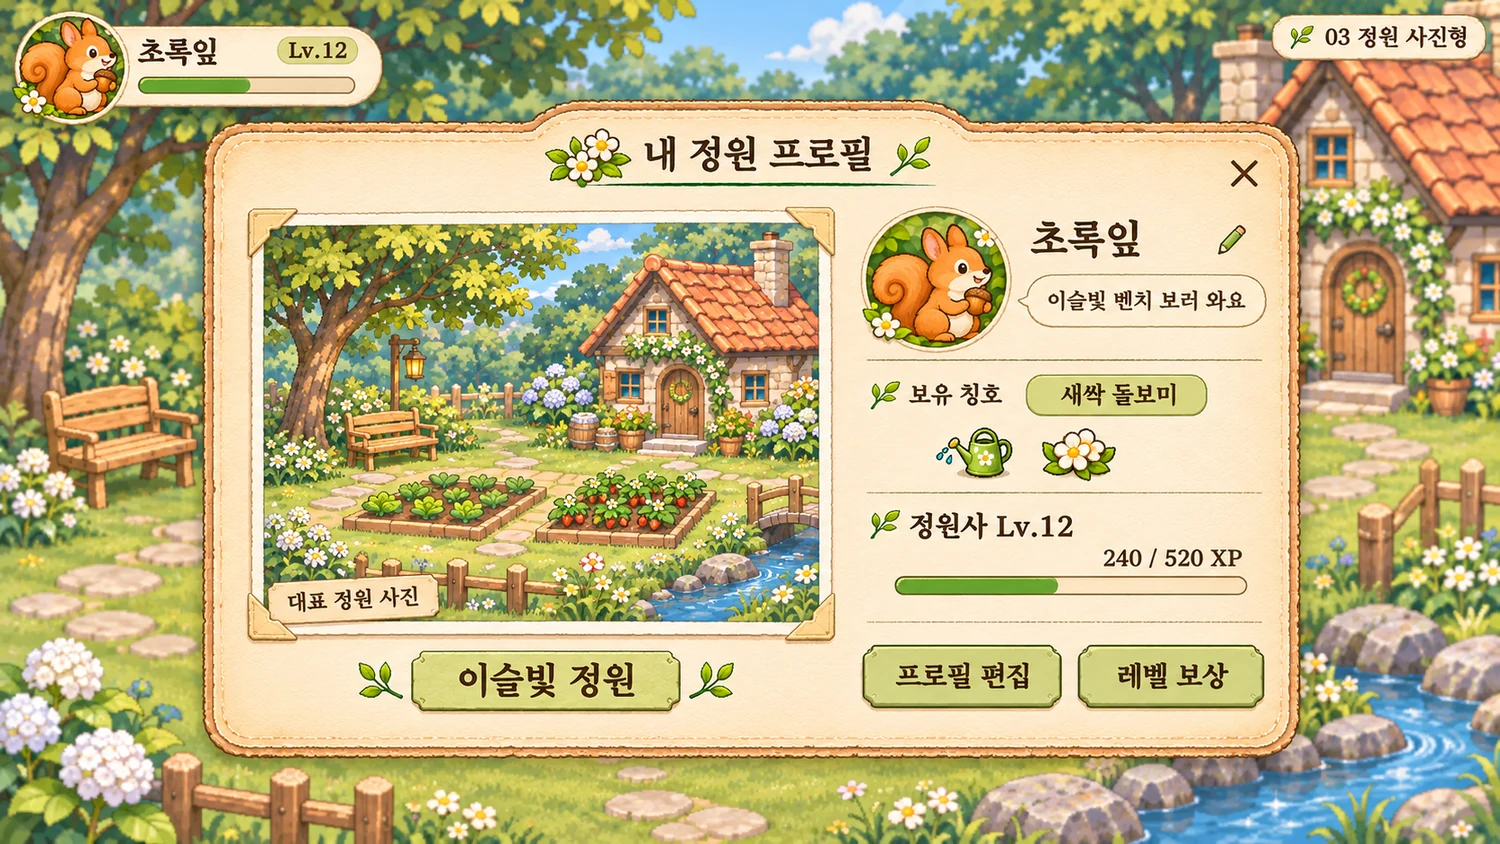 초록잎
Lv.12
03 정원 사진형
내 정원 프로필
초록잎
이슬빛 벤치 보러 와요
보유 칭호
새싹 돌보미
정원사 Lv.12
240 / 520 XP
대표 정원 사진
이슬빛 정원
프로필 편집
레벨 보상